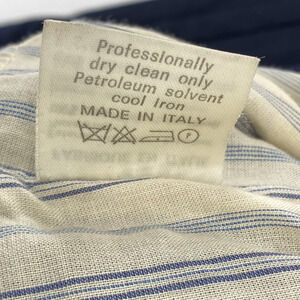 Professionally
dry clean only
Petroleum solvent
cool Iron
MADE IN ITALY